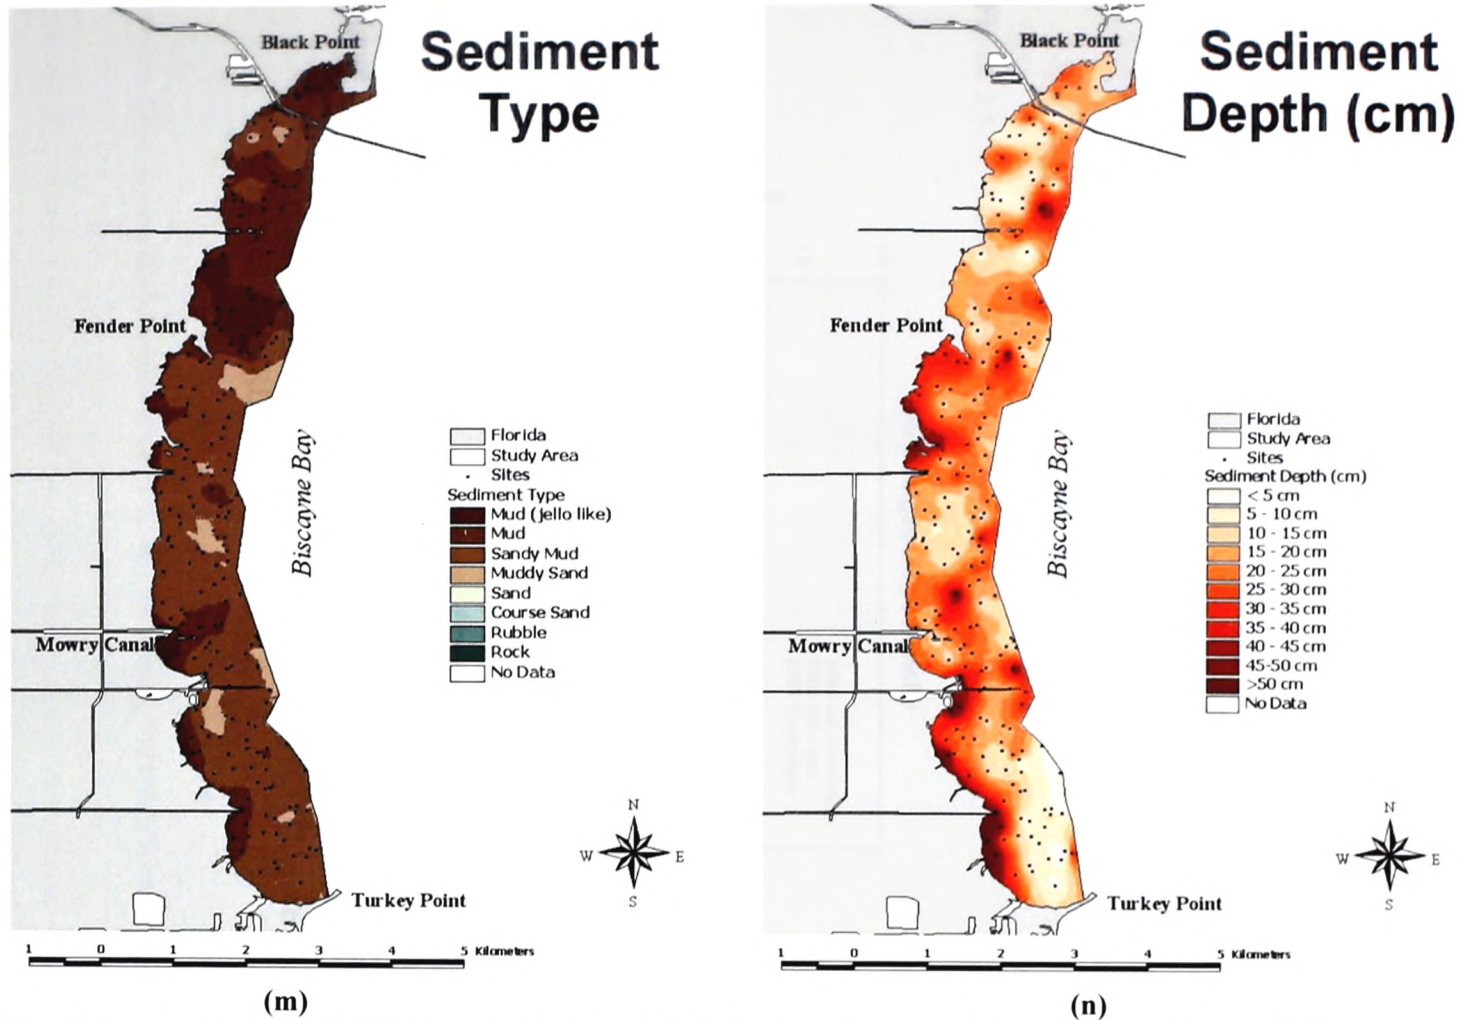 Sediment
Type
Black Point
Fender Point
Biscayne Bay
Florida
Study Area
Sites
Sediment Type
Mud (jello like)
Mud
Sandy Mud
Muddy Sand
Sand
Course Sand
Rubble
Rock
No Data
Mowry Canal
N
W E
S
Turkey Point
1 0 1 2 3 4 5 Kilometers
(m)
Sediment
Depth (cm)
Black Point
Fender Point
Biscayne Bay
Florida
Study Area
Sites
Sediment Depth (cm)
< 5 cm
5 - 10 cm
10 - 15 cm
15 - 20 cm
20 - 25 cm
25 - 30 cm
30 - 35 cm
35 - 40 cm
40 - 45 cm
45-50 cm
>50 cm
No Data
Mowry Canal
N
W E
S
Turkey Point
1 0 1 2 3 4 5 Kilometers
(n)